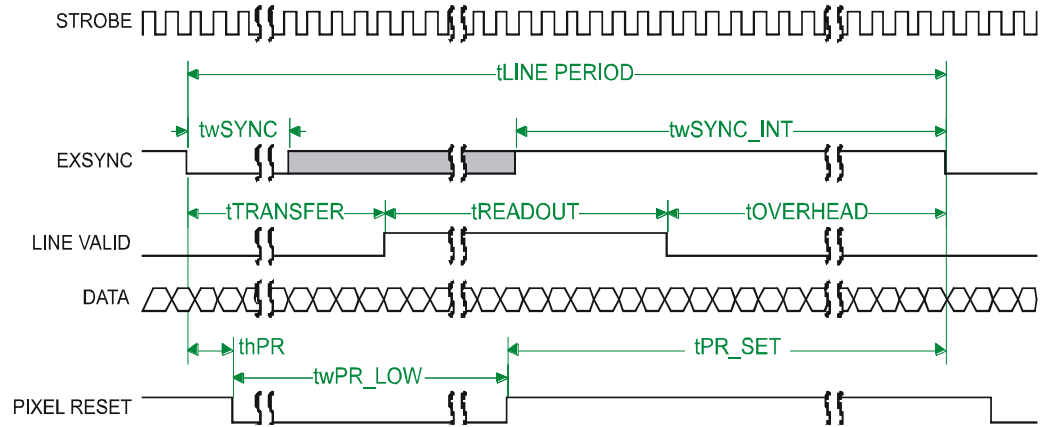 STROBE
tLINE PERIOD
twSYNC
twSYNC_INT
EXSYNC
tTRANSFER
tREADOUT
tOVERHEAD
LINE VALID
DATA
thPR
tPR_SET
twPR_LOW
PIXEL RESET